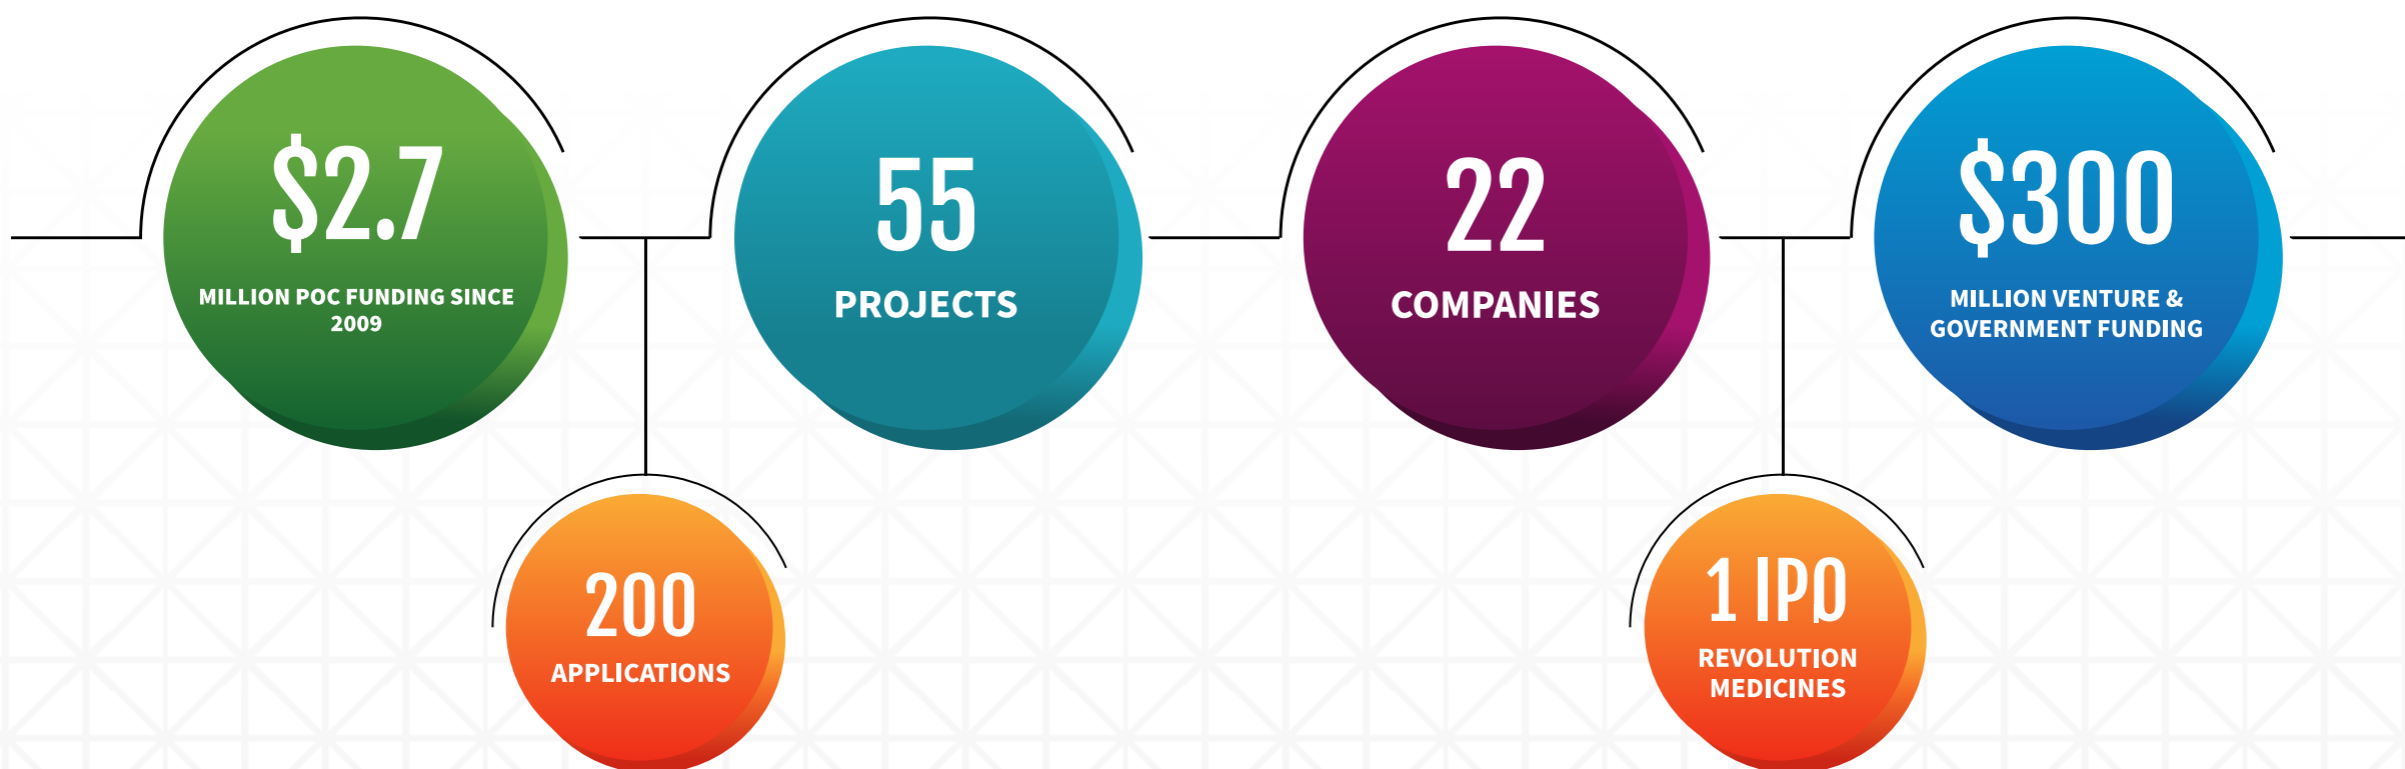 $2.7
MILLION POC FUNDING SINCE
2009
200
APPLICATIONS
55
PROJECTS
22
COMPANIES
1 IPO
REVOLUTION
MEDICINES
$300
MILLION VENTURE &
GOVERNMENT FUNDING